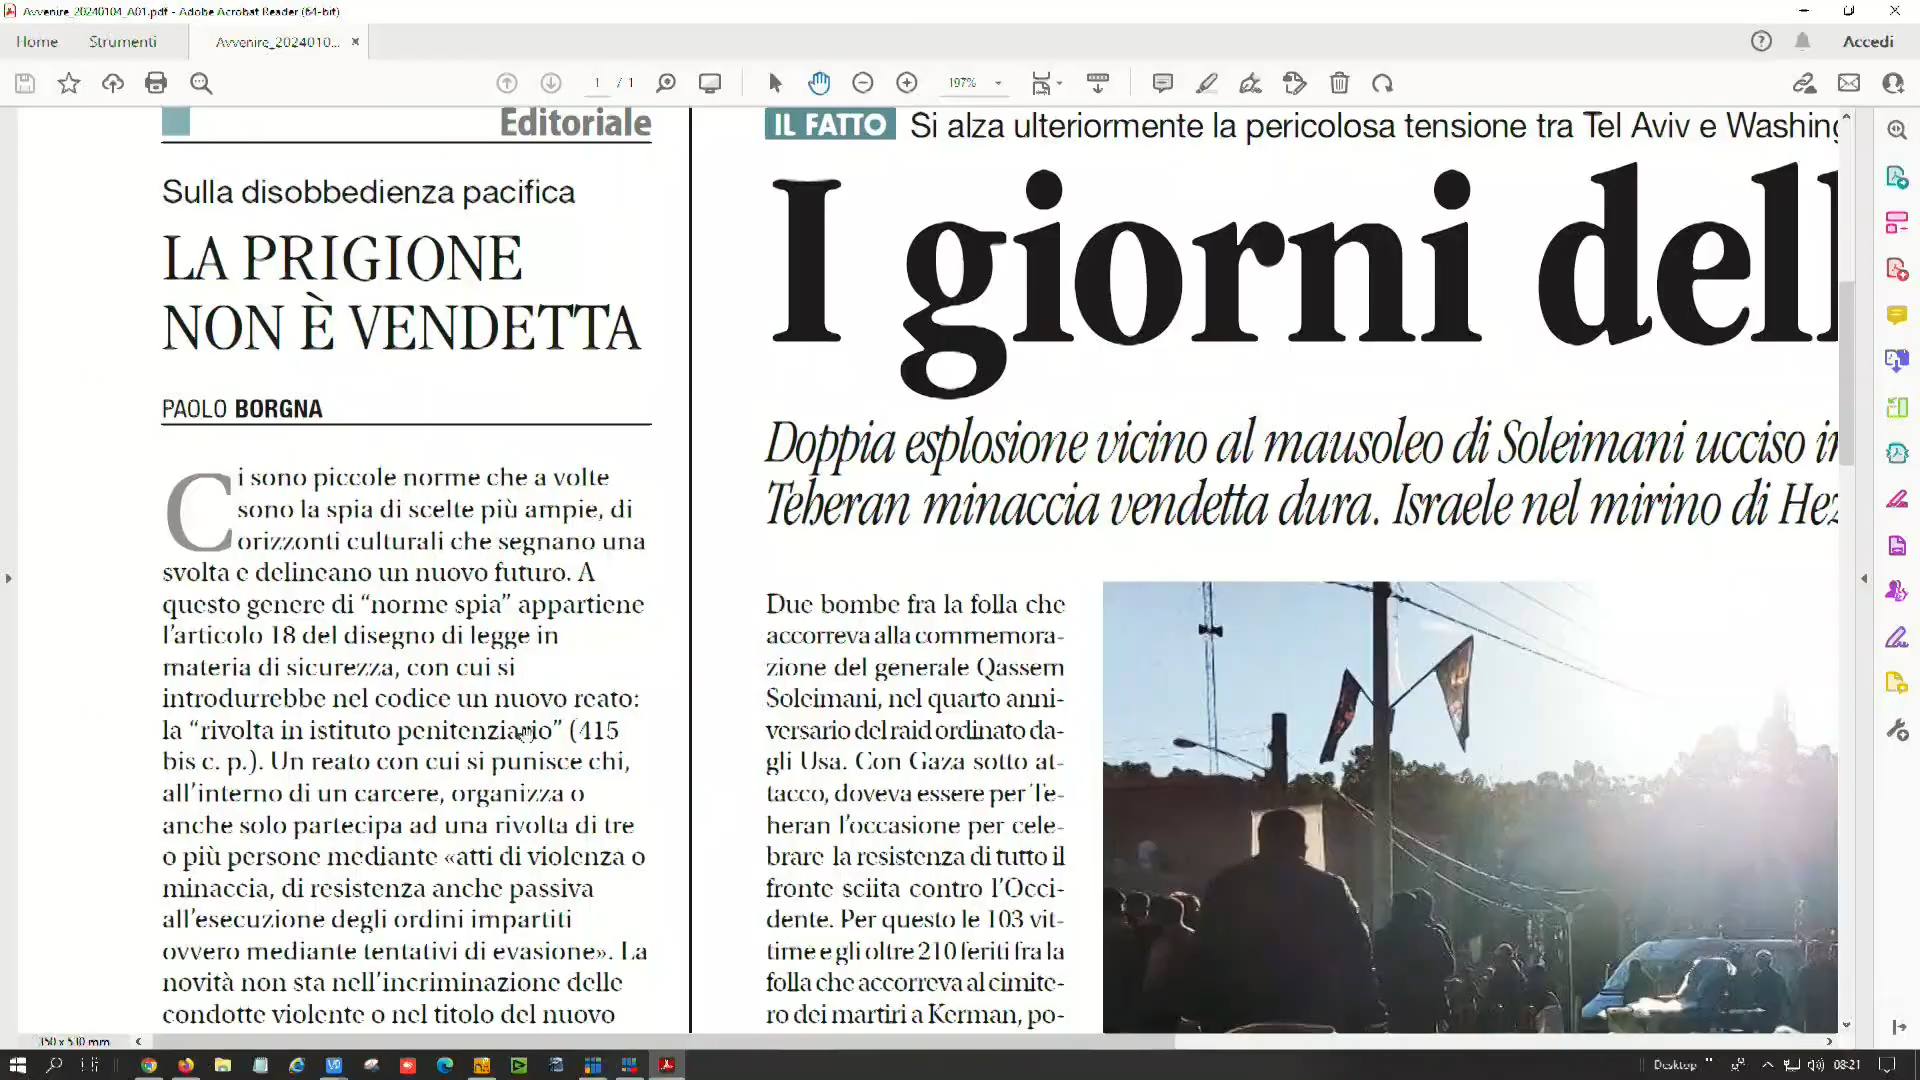 Avvenire_20240104_A01.pdf - Adobe Acrobat Reader (64-bit)
Home
Strumenti
Avvenire_2024010...
Accedi
1 / 1
197%
Editoriale
Sulla disobbedienza pacifica
LA PRIGIONE
NON È VENDETTA
PAOLO BORGNA
Ci sono piccole norme che a volte
sono la spia di scelte più ampie, di
orizzonti culturali che segnano una
svolta e delineano un nuovo futuro. A
questo genere di “norme spia” appartiene
l’articolo 18 del disegno di legge in
materia di sicurezza, con cui si
introdurrebbe nel codice un nuovo reato:
la “rivolta in istituto penitenziario” (415
bis c. p.). Un reato con cui si punisce chi,
all’interno di un carcere, organizza o
anche solo partecipa ad una rivolta di tre
o più persone mediante «atti di violenza o
minaccia, di resistenza anche passiva
all’esecuzione degli ordini impartiti
ovvero mediante tentativi di evasione». La
novità non sta nell’incriminazione delle
condotte violente o nel titolo del nuovo
IL FATTO Si alza ulteriormente la pericolosa tensione tra Tel Aviv e Washing
I giorni dell
Doppia esplosione vicino al mausoleo di Soleimani ucciso in
Teheran minaccia vendetta dura. Israele nel mirino di Hez
Due bombe fra la folla che
accorreva alla commemora-
zione del generale Qassem
Soleimani, nel quarto anni-
versario del raid ordinato da-
gli Usa. Con Gaza sotto at-
tacco, doveva essere per Te-
heran l’occasione per cele-
brare la resistenza di tutto il
fronte sciita contro l’Occi-
dente. Per questo le 103 vit-
time e gli oltre 210 feriti fra la
folla che accorreva al cimite-
ro dei martiri a Kerman, po-
350 x 530 mm
Desktop
08:21